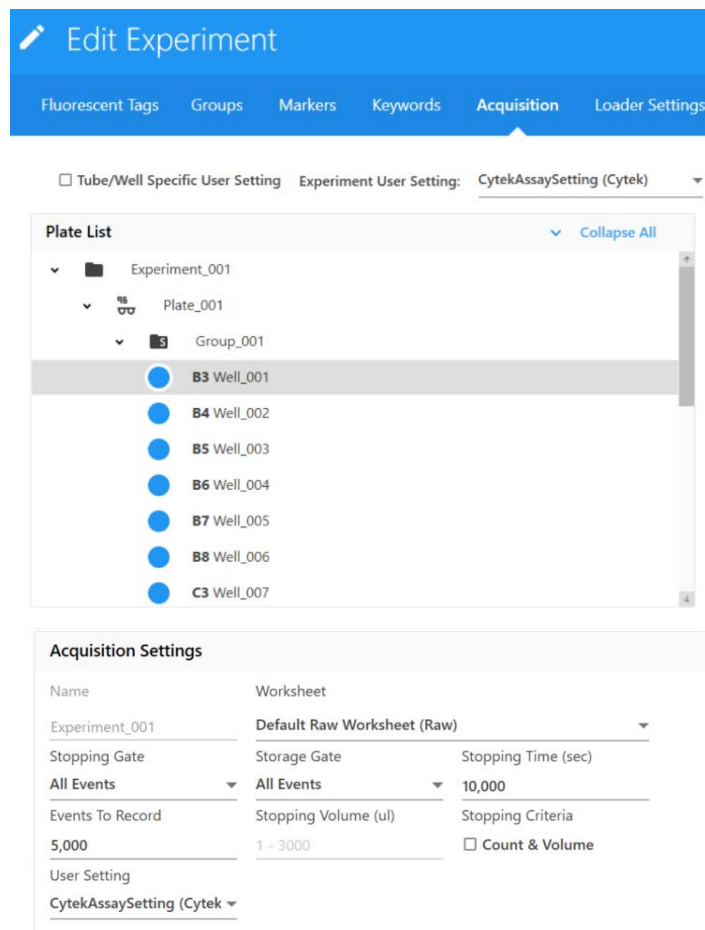 Edit Experiment
Fluorescent Tags Groups Markers Keywords Acquisition Loader Settings
Tube/Well Specific User Setting Experiment User Setting: CytekAssaySetting (Cytek)
Plate List Collapse All
Experiment_001
96 Plate_001
S Group_001
B3 Well_001
B4 Well_002
B5 Well_003
B6 Well_004
B7 Well_005
B8 Well_006
C3 Well_007
Acquisition Settings
Name Worksheet
Experiment_001 Default Raw Worksheet (Raw)
Stopping Gate Storage Gate Stopping Time (sec)
All Events All Events 10,000
Events To Record Stopping Volume (ul) Stopping Criteria
5,000 1 - 3000 Count & Volume
User Setting
CytekAssaySetting (Cytek